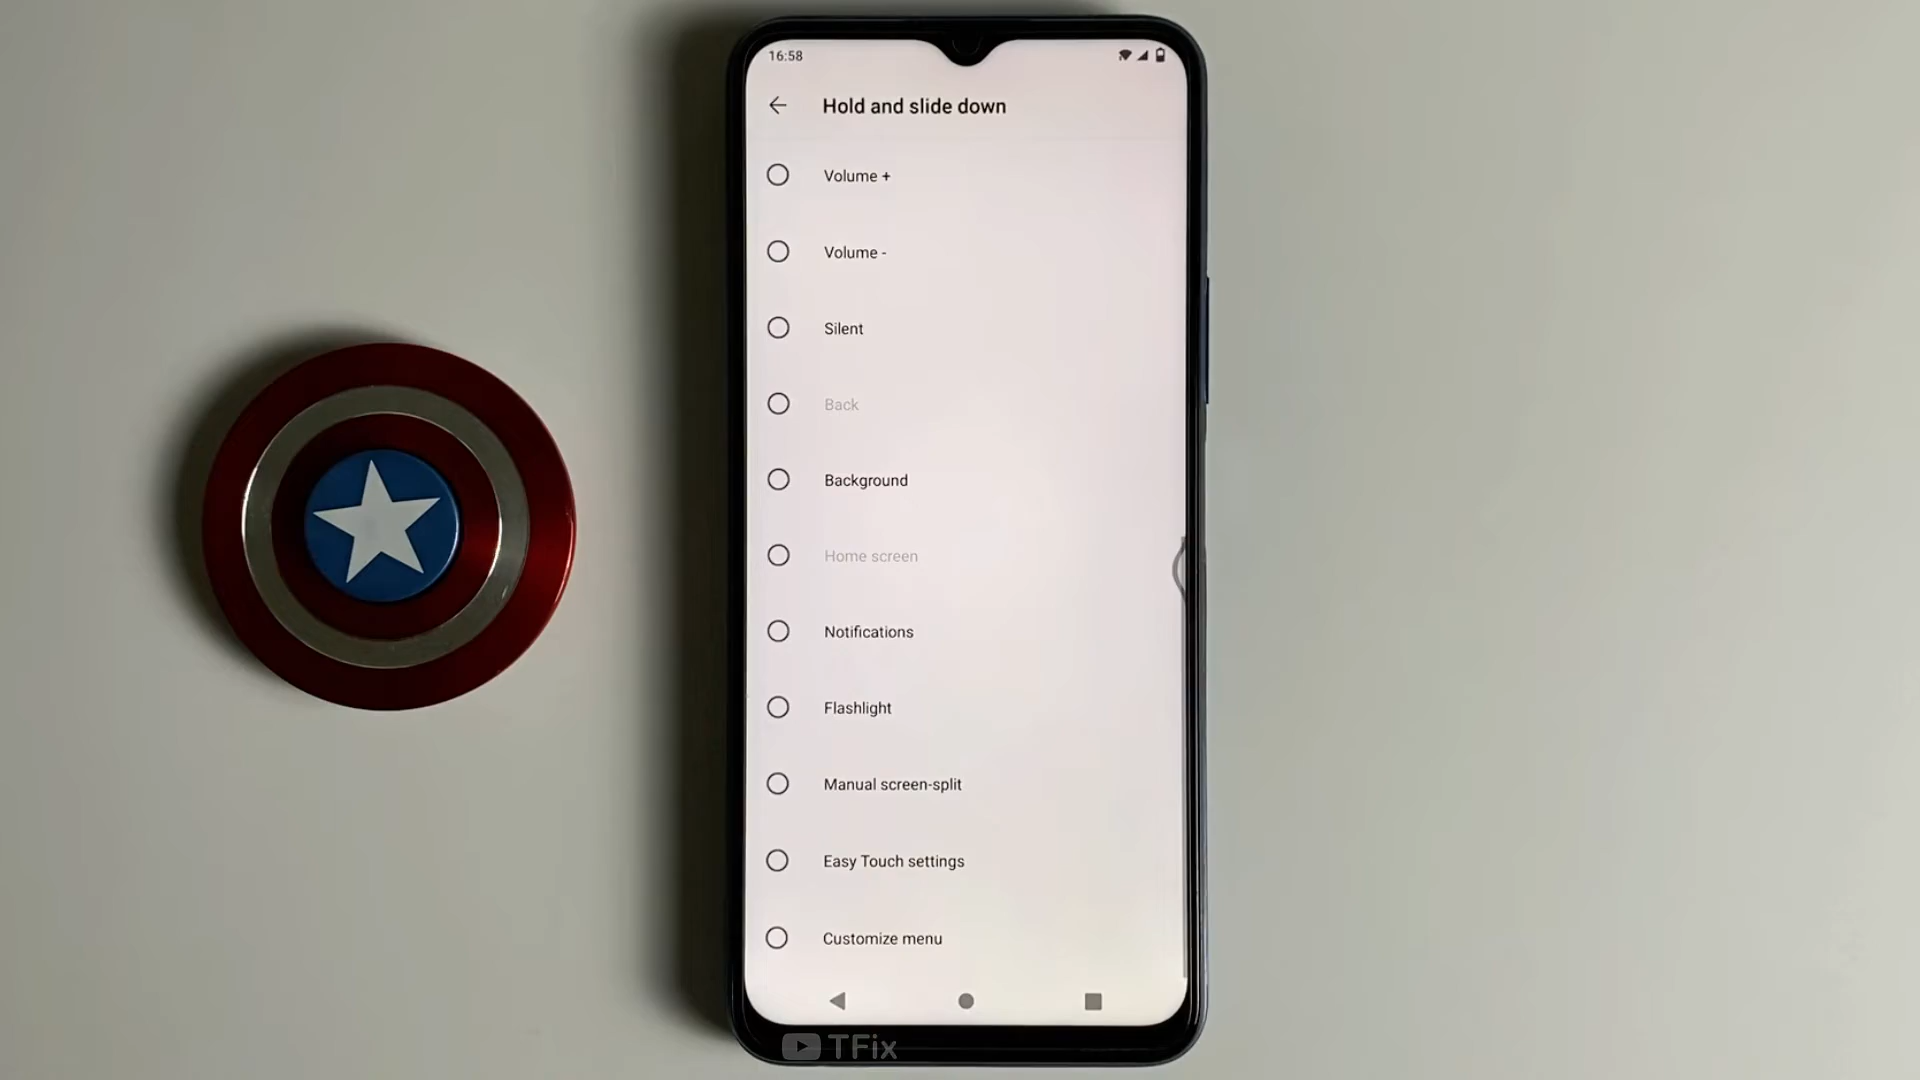 16:58
Hold and slide down
Volume +
Volume -
Silent
Back
Background
Home screen
Notifications
Flashlight
Manual screen-split
Easy Touch settings
Customize menu
TFix